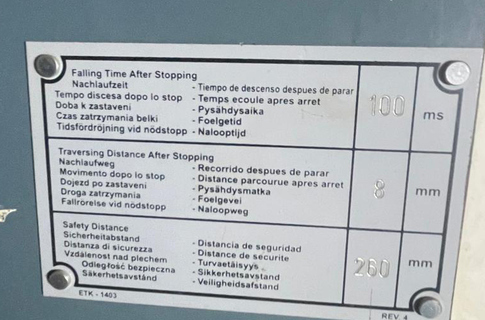 Falling Time After Stopping
Nachlaufzeit - Tiempo de descenso despues de parar
Tempo discesa dopo lo stop - Temps ecoule apres arret
Doba k zastaveni - Pysähdysaika
Czas zatrzymania belki - Foelgetid
Tidsfördröjning vid nödstopp - Nalooptijd
100 ms
Traversing Distance After Stopping
Nachlaufweg - Recorrido despues de parar
Movimento dopo lo stop - Distance parcourue apres arret
Dojezd po zastaveni - Pysähdysmatka
Droga zatrzymania - Foelgevei
Fallrörelse vid nödstopp - Naloopweg
8 mm
Safety Distance
Sicherheitabstand - Distancia de seguridad
Distanza di sicurezza - Distance de securite
Vzdálenost nad plechem - Turvaetäisyys
Odległość bezpieczna - Sikkerhetsavstand
Säkerhetsavstånd - Veiligheidsafstand
260 mm
ETK - 1403
REV. 4